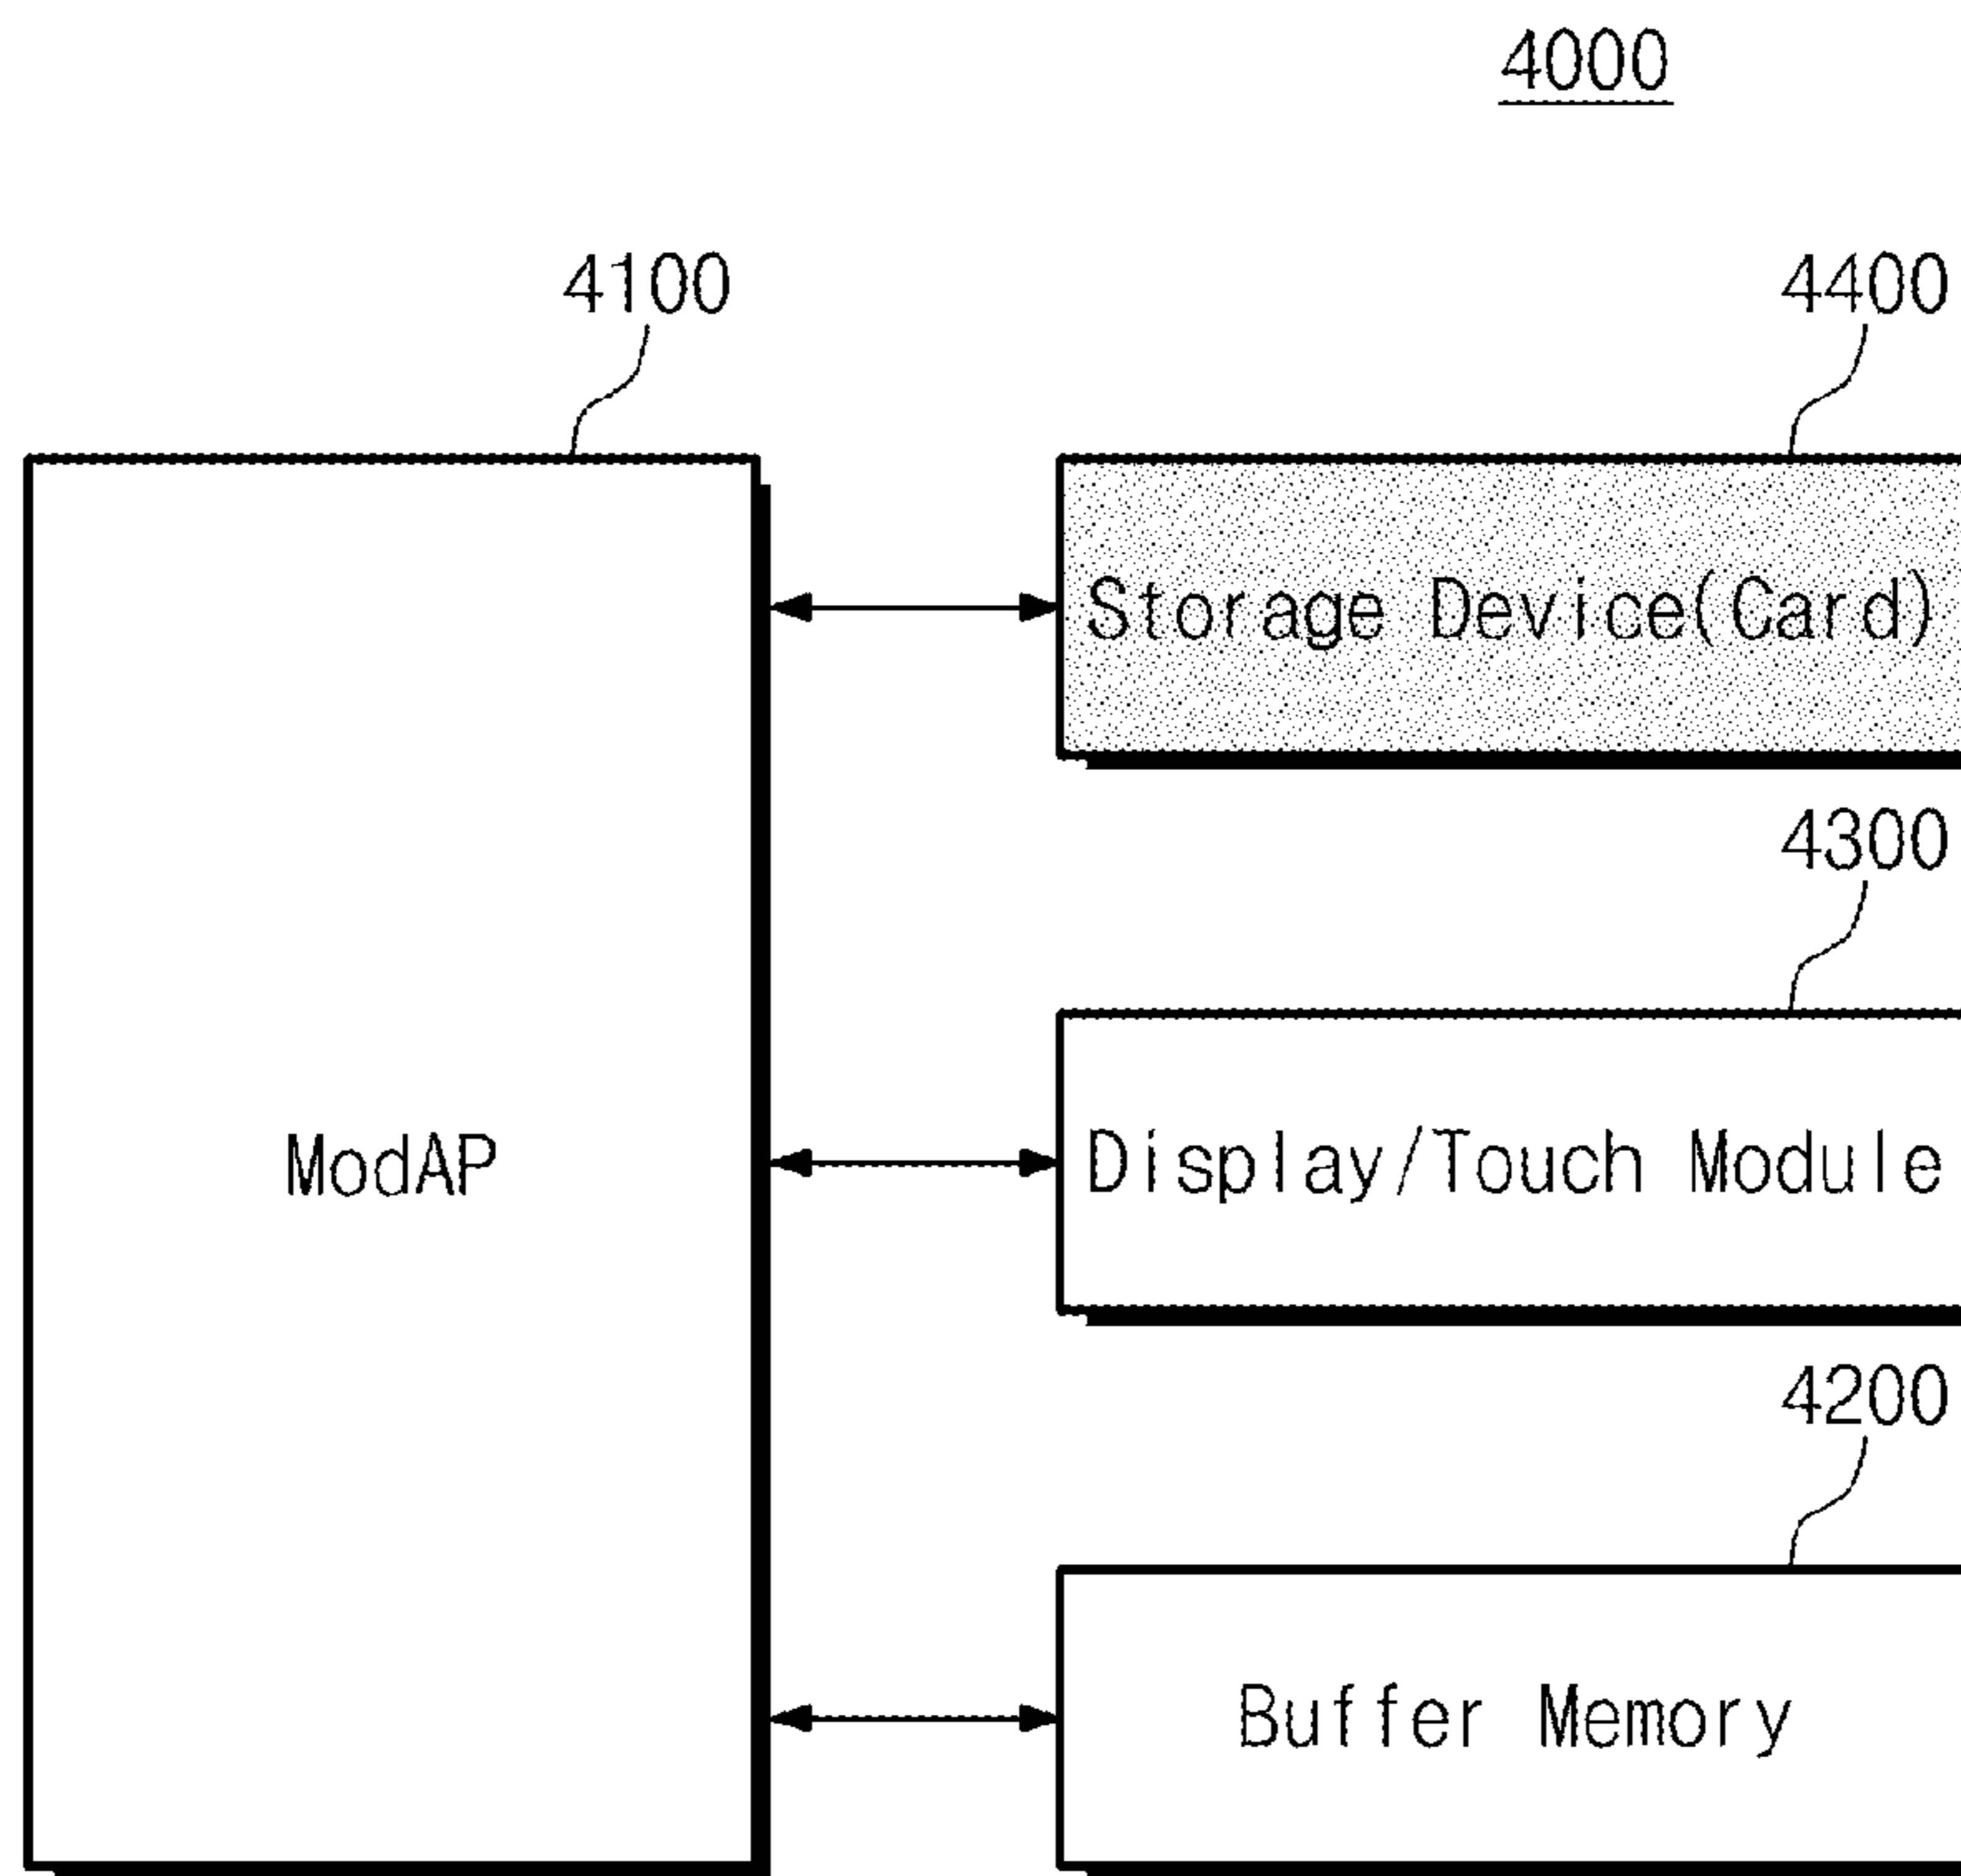 4000
4100
4400
Storage Device(Card)
4300
ModAP
Display/Touch Module
4200
Buffer Memory